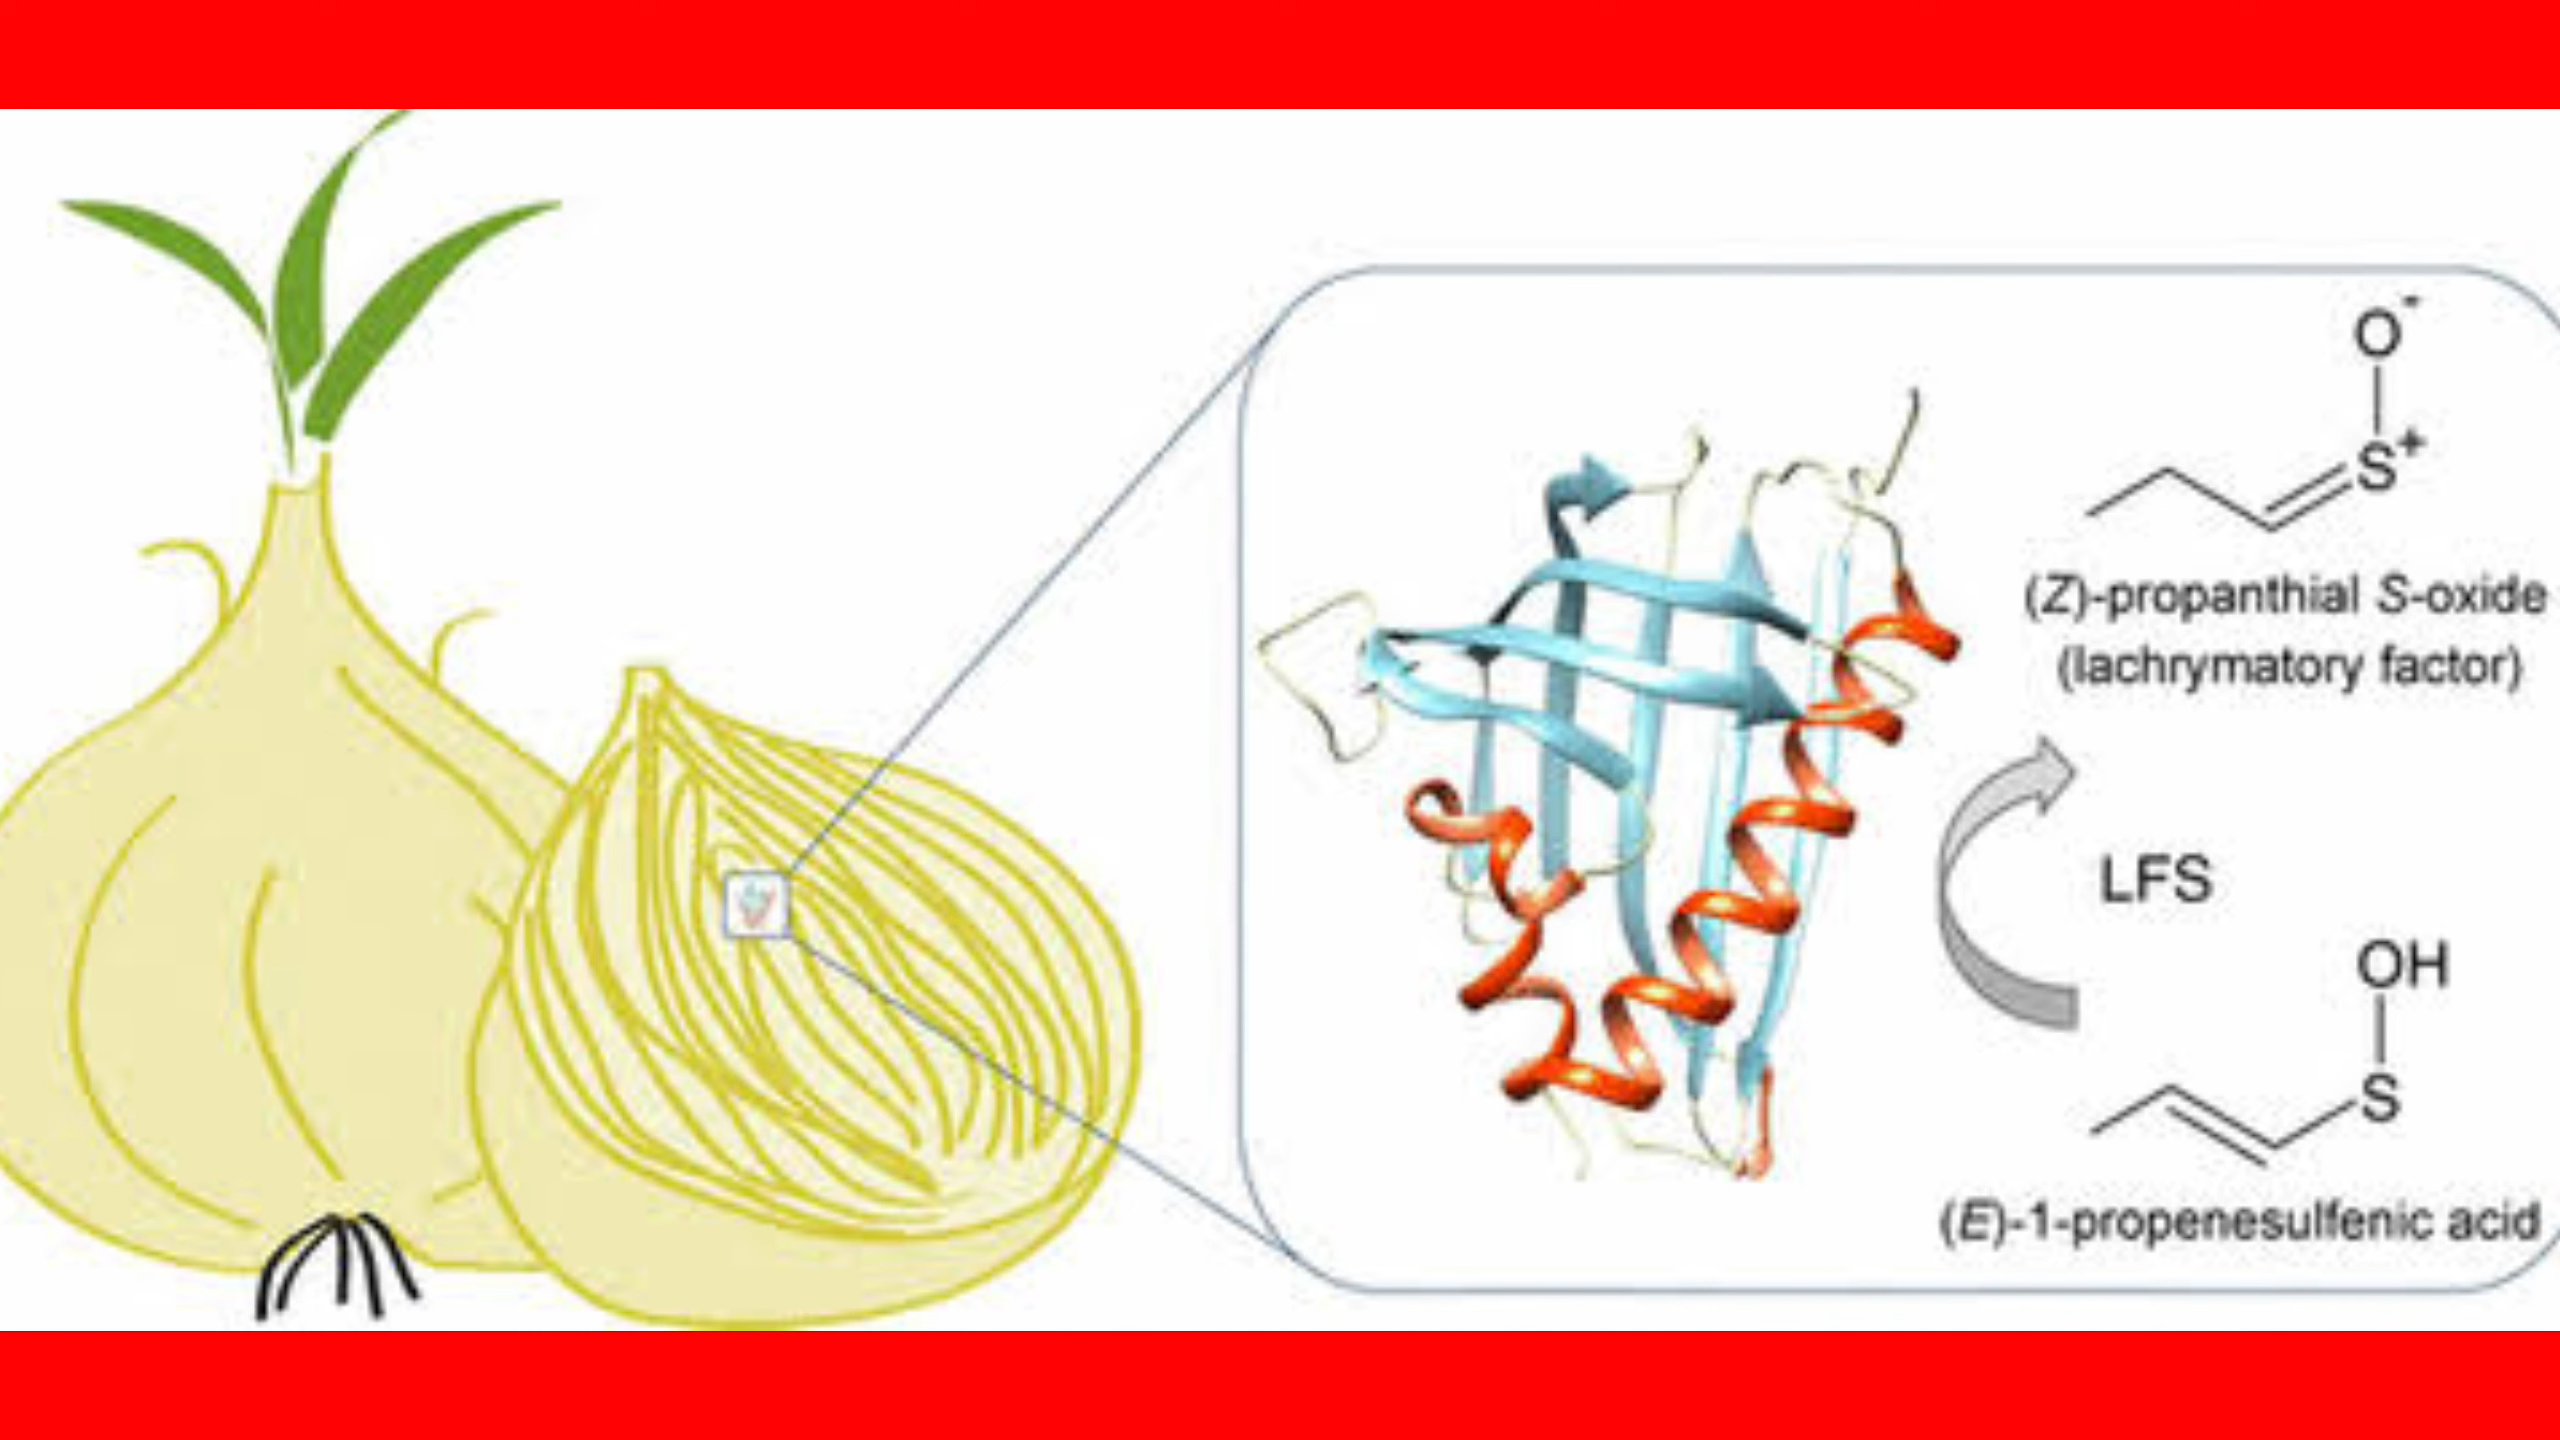 O-
S+
(Z)-propanthial S-oxide
(lachrymatory factor)
LFS
OH
S
(E)-1-propenesulfenic acid